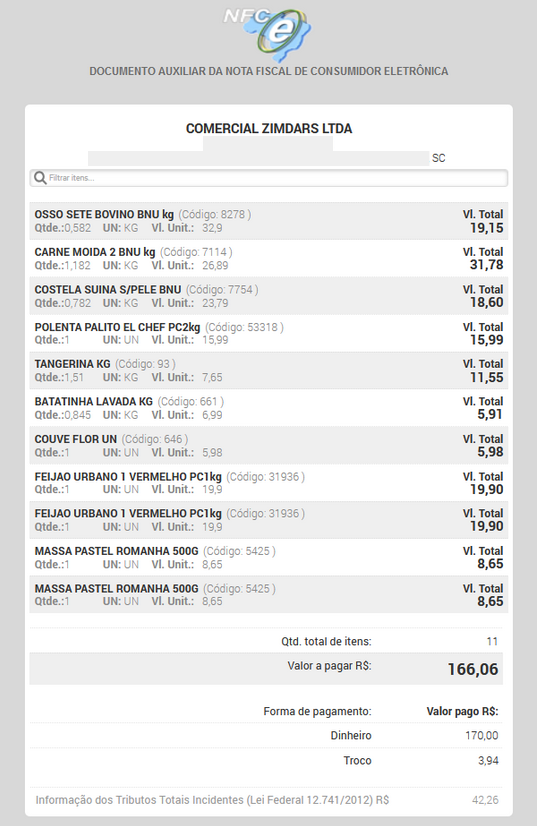 NFC e
DOCUMENTO AUXILIAR DA NOTA FISCAL DE CONSUMIDOR ELETRÔNICA
COMERCIAL ZIMDARS LTDA
SC
Filtrar itens...
OSSO SETE BOVINO BNU kg (Código: 8278 ) Vl. Total
Qtde.:0,582 UN: KG Vl. Unit.: 32,9 19,15
CARNE MOIDA 2 BNU kg (Código: 7114 ) Vl. Total
Qtde.:1,182 UN: KG Vl. Unit.: 26,89 31,78
COSTELA SUINA S/PELE BNU (Código: 7754 ) Vl. Total
Qtde.:0,782 UN: KG Vl. Unit.: 23,79 18,60
POLENTA PALITO EL CHEF PC2kg (Código: 53318 ) Vl. Total
Qtde.:1 UN: UN Vl. Unit.: 15,99 15,99
TANGERINA KG (Código: 93 ) Vl. Total
Qtde.:1,51 UN: KG Vl. Unit.: 7,65 11,55
BATATINHA LAVADA KG (Código: 661 ) Vl. Total
Qtde.:0,845 UN: KG Vl. Unit.: 6,99 5,91
COUVE FLOR UN (Código: 646 ) Vl. Total
Qtde.:1 UN: UN Vl. Unit.: 5,98 5,98
FEIJAO URBANO 1 VERMELHO PC1kg (Código: 31936 ) Vl. Total
Qtde.:1 UN: UN Vl. Unit.: 19,9 19,90
FEIJAO URBANO 1 VERMELHO PC1kg (Código: 31936 ) Vl. Total
Qtde.:1 UN: UN Vl. Unit.: 19,9 19,90
MASSA PASTEL ROMANHA 500G (Código: 5425 ) Vl. Total
Qtde.:1 UN: UN Vl. Unit.: 8,65 8,65
MASSA PASTEL ROMANHA 500G (Código: 5425 ) Vl. Total
Qtde.:1 UN: UN Vl. Unit.: 8,65 8,65
Qtd. total de itens: 11
Valor a pagar R$: 166,06
Forma de pagamento: Valor pago R$:
Dinheiro 170,00
Troco 3,94
Informação dos Tributos Totais Incidentes (Lei Federal 12.741/2012) R$ 42,26